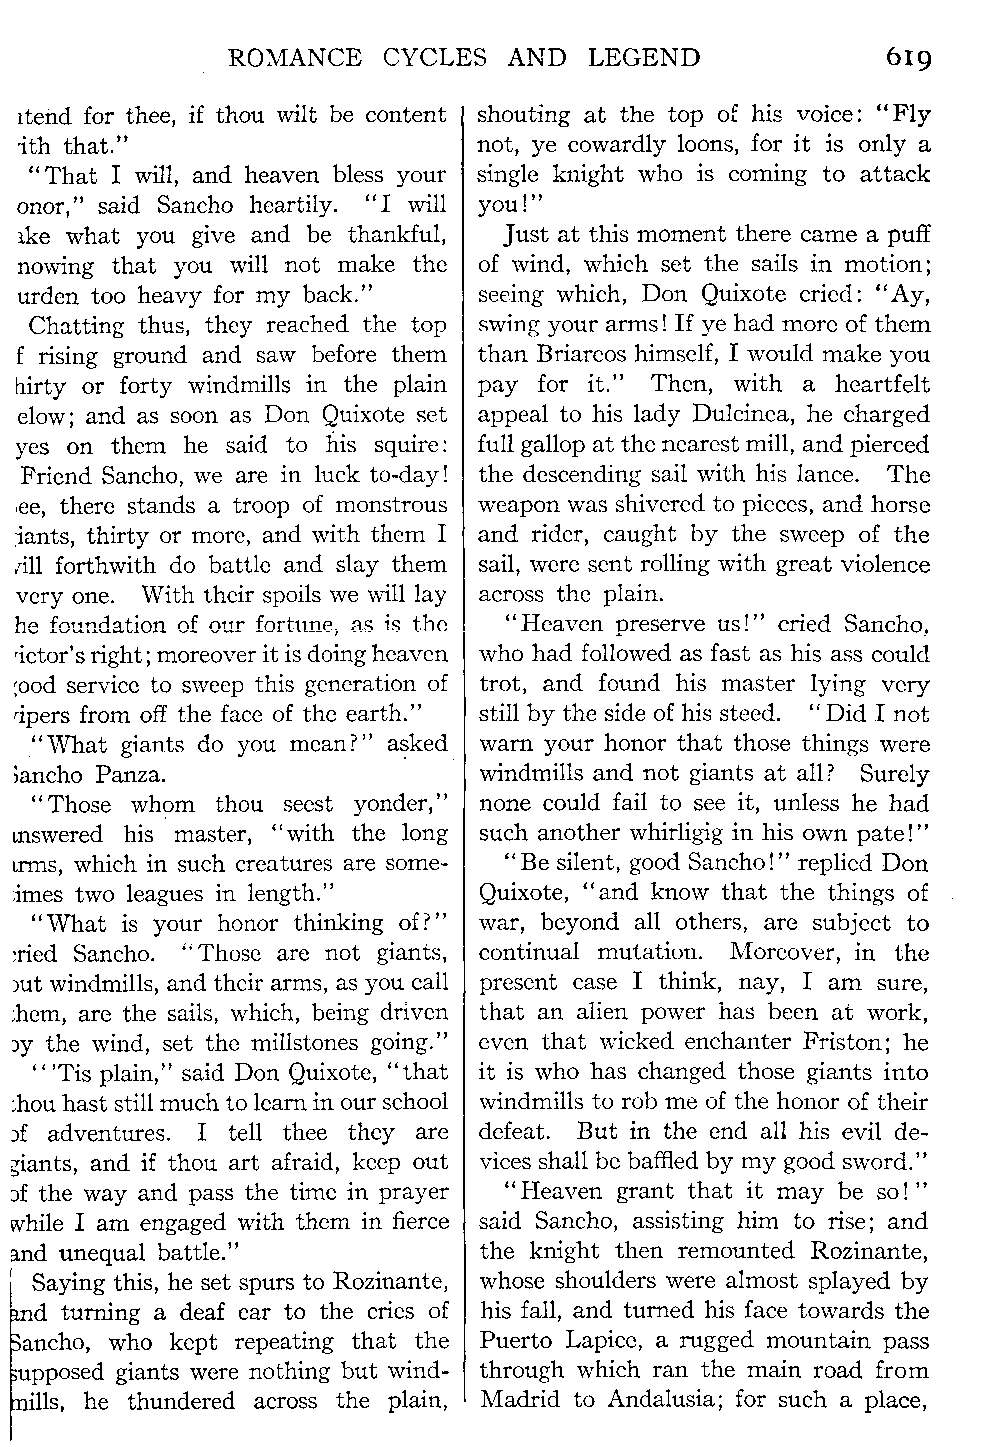 ROMANCE CYCLES AND LEGEND 619
tend for thee, if thou wilt be content
ith that."
"That I will, and heaven bless your
onor," said Sancho heartily. "I will
ke what you give and be thankful,
nowing that you will not make the
urden too heavy for my back."
Chatting thus, they reached the top
f rising ground and saw before them
hirty or forty windmills in the plain
elow; and as soon as Don Quixote set
yes on them he said to his squire:
Friend Sancho, we are in luck to-day!
ee, there stands a troop of monstrous
iants, thirty or more, and with them I
ill forthwith do battle and slay them
very one. With their spoils we will lay
he foundation of our fortune, as is the
ictor's right; moreover it is doing heaven
ood service to sweep this generation of
ipers from off the face of the earth."
"What giants do you mean?" asked
Sancho Panza.
"Those whom thou seest yonder,"
nswered his master, "with the long
rms, which in such creatures are some-
imes two leagues in length."
"What is your honor thinking of?"
ried Sancho. "Those are not giants,
out windmills, and their arms, as you call
hem, are the sails, which, being driven
by the wind, set the millstones going."
"'Tis plain," said Don Quixote, "that
hou hast still much to learn in our school
of adventures. I tell thee they are
giants, and if thou art afraid, keep out
of the way and pass the time in prayer
while I am engaged with them in fierce
and unequal battle."
Saying this, he set spurs to Rozinante,
and turning a deaf ear to the cries of
Sancho, who kept repeating that the
supposed giants were nothing but wind-
mills, he thundered across the plain,
shouting at the top of his voice: "Fly
not, ye cowardly loons, for it is only a
single knight who is coming to attack
you!"
Just at this moment there came a puff
of wind, which set the sails in motion;
seeing which, Don Quixote cried: "Ay,
swing your arms! If ye had more of them
than Briareos himself, I would make you
pay for it." Then, with a heartfelt
appeal to his lady Dulcinea, he charged
full gallop at the nearest mill, and pierced
the descending sail with his lance. The
weapon was shivered to pieces, and horse
and rider, caught by the sweep of the
sail, were sent rolling with great violence
across the plain.
"Heaven preserve us!" cried Sancho,
who had followed as fast as his ass could
trot, and found his master lying very
still by the side of his steed. "Did I not
warn your honor that those things were
windmills and not giants at all? Surely
none could fail to see it, unless he had
such another whirligig in his own pate!"
"Be silent, good Sancho!" replied Don
Quixote, "and know that the things of
war, beyond all others, are subject to
continual mutation. Moreover, in the
present case I think, nay, I am sure,
that an alien power has been at work,
even that wicked enchanter Friston; he
it is who has changed those giants into
windmills to rob me of the honor of their
defeat. But in the end all his evil de-
vices shall be baffled by my good sword."
"Heaven grant that it may be so!"
said Sancho, assisting him to rise; and
the knight then remounted Rozinante,
whose shoulders were almost splayed by
his fall, and turned his face towards the
Puerto Lapice, a rugged mountain pass
through which ran the main road from
Madrid to Andalusia; for such a place,